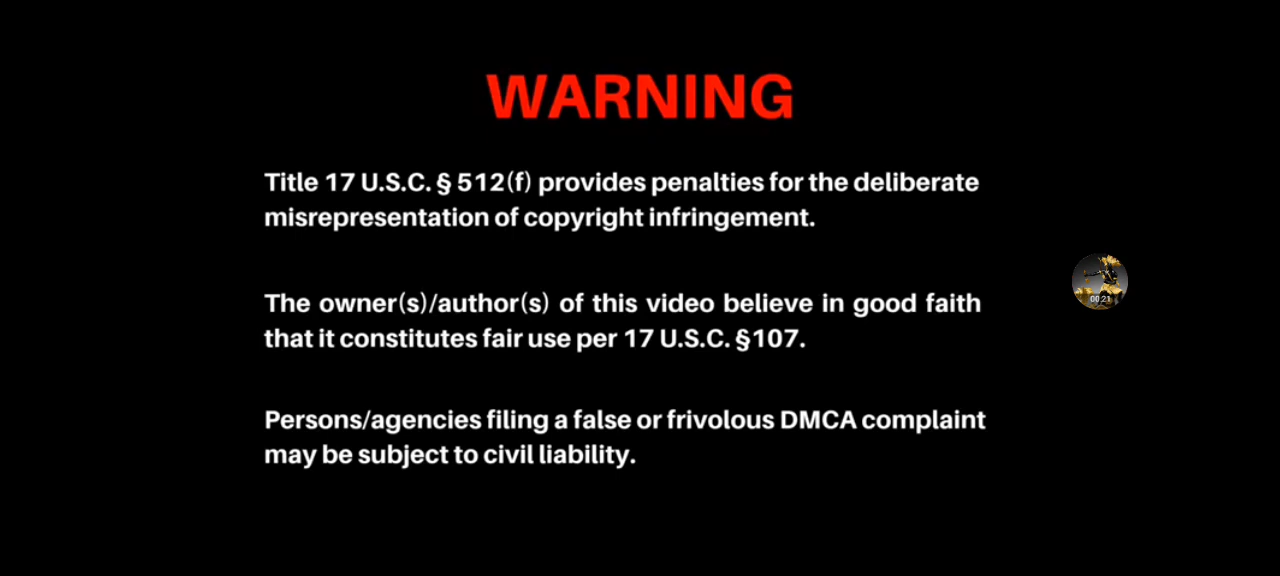 WARNING
Title 17 U.S.C. § 512(f) provides penalties for the deliberate
misrepresentation of copyright infringement.
The owner(s)/author(s) of this video believe in good faith
that it constitutes fair use per 17 U.S.C. §107.
Persons/agencies filing a false or frivolous DMCA complaint
may be subject to civil liability.
00:21